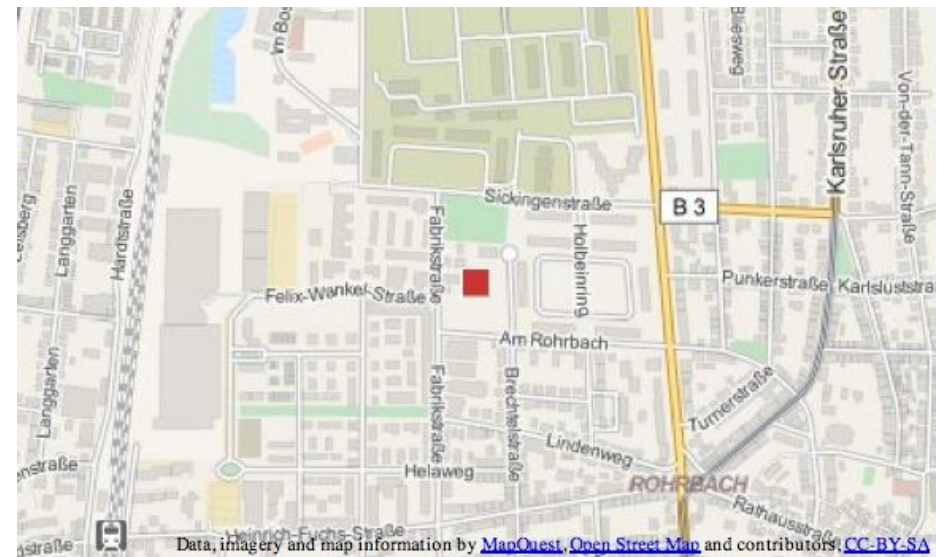 Im Bos
Bliesweg
Karlsruher Straße
Von-der-Tann-Straße
Langgarten
Hardtstraße
Sickingenstraße
B 3
Fabrikstraße
Holbeinring
Punkerstraße
Karlsluststra
Felix-Wankel-Straße
Am Rohrbach
Langgarten
Fabrikstraße
Brechtelstraße
Turnerstraße
Lindenweg
Helaweg
ROHRBACH
Rathausstraße
Heinrich-Fuchs-Straße
Data, imagery and map information by MapQuest, Open Street Map and contributors, CC-BY-SA